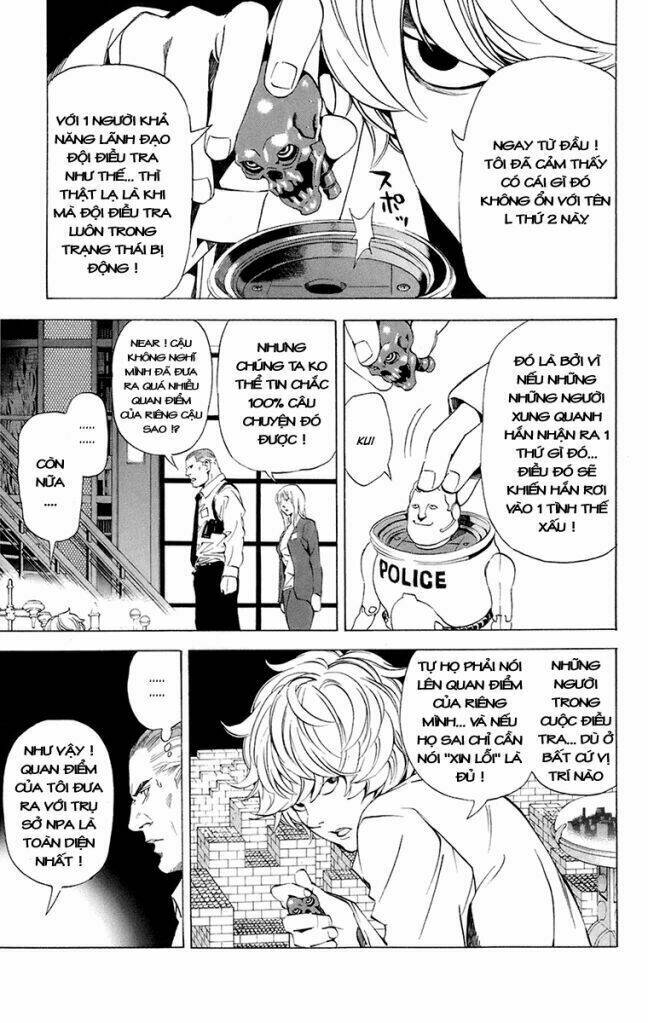 NGAY TỪ ĐẦU !
TÔI ĐÃ CẢM THẤY
CÓ CÁI GÌ ĐÓ
KHÔNG ỔN VỚI TÊN
L THỨ 2 NÀY.
VỚI 1 NGƯỜI KHẢ
NĂNG LÃNH ĐẠO
ĐỘI ĐIỀU TRA
NHƯ THẾ... THÌ
THẬT LẠ LÀ KHI
MÀ ĐỘI ĐIỀU TRA
LUÔN TRONG
TRẠNG THÁI BỊ
ĐỘNG !
スポッ
ĐÓ LÀ BỞI VÌ
NẾU NHỮNG
NHỮNG NGƯỜI
XUNG QUANH
HẮN NHẬN RA 1
THỨ GÌ ĐÓ...
ĐIỀU ĐÓ SẼ
KHIẾN HẮN RƠI
VÀO 1 TÌNH THẾ
XẤU !
KUI
POLICE
NHƯNG
CHÚNG TA KO
THỂ TIN CHẮC
100% CÂU
CHUYỆN ĐÓ
ĐƯỢC !
NEAR ! CẬU
KHÔNG NGHĨ
MÌNH ĐÃ ĐƯA
RA QUÁ NHIỀU
QUAN ĐIỂM
CỦA RIÊNG CẬU
SAO !?
......
......
CÒN
NỮA
....
NHỮNG
NGƯỜI
TRONG
CUỘC ĐIỀU
TRA... DÙ Ở
BẤT CỨ VỊ
TRÍ NÀO
TỰ HỌ PHẢI NÓI
LÊN QUAN ĐIỂM
CỦA RIÊNG
MÌNH... VÀ NẾU
HỌ SAI CHỈ CẦN
NÓI "XIN LỖI" LÀ
ĐỦ !
......
......
NHƯ VẬY !
QUAN ĐIỂM
CỦA TÔI ĐƯA
RA VỚI TRỤ
SỞ NPA LÀ
TOÀN DIỆN
NHẤT !